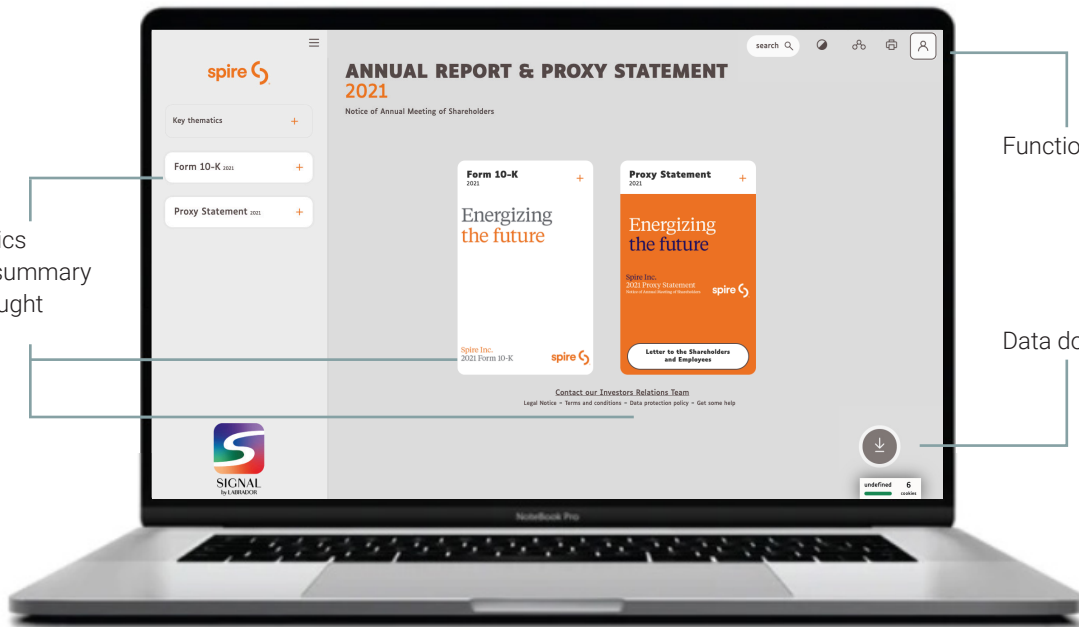 search
spire
ANNUAL REPORT & PROXY STATEMENT
2021
Notice of Annual Meeting of Shareholders
Key thematics +
Form 10-K 2021 +
Proxy Statement 2021 +
Form 10-K +
2021
Energizing
the future
Spire Inc.
2021 Form 10-K
spire
Proxy Statement +
2021
Energizing
the future
Spire Inc.
2021 Proxy Statement
Notice of Annual Meeting of Shareholders
spire
Letter to the Shareholders
and Employees
Contact our Investors Relations Team
Legal Notice - Terms and conditions - Data protection policy - Get some help
SIGNAL
by LABRADOR
undefined 6
cookies
NoteBook Pro
ics
summary
ught
Functio
Data do